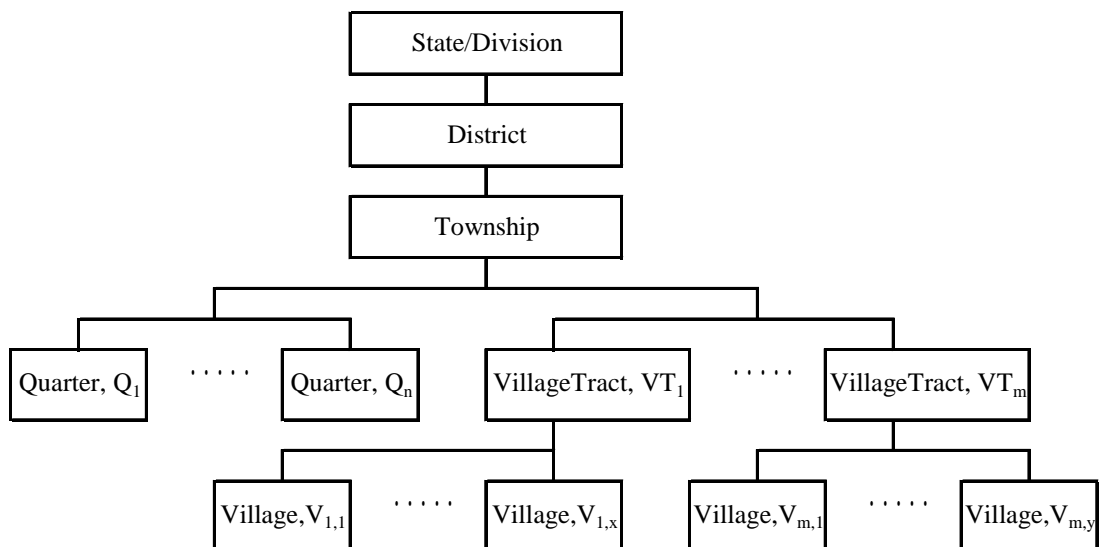 State/Division
District
Township
Quarter, Q1
. . . . .
Quarter, Qn
VillageTract, VT1
. . . . .
VillageTract, VTm
Village,V1,1
. . . . .
Village,V1,x
Village,Vm,1
. . . . .
Village,Vm,y